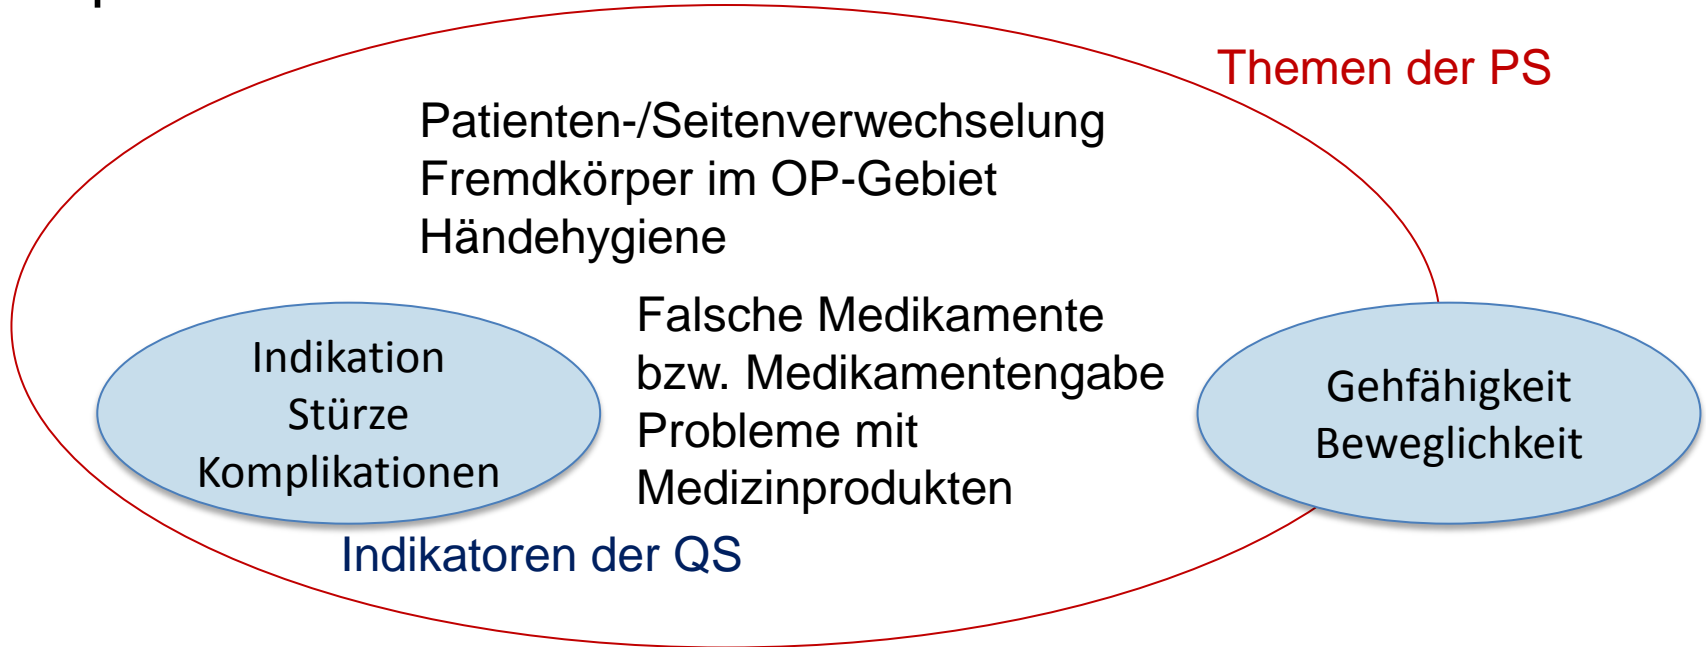 Themen der PS
Patienten-/Seitenverwechselung
Fremdkörper im OP-Gebiet
Händehygiene
Falsche Medikamente
bzw. Medikamentengabe
Probleme mit
Medizinprodukten
Indikation
Stürze
Komplikationen
Gehfähigkeit
Beweglichkeit
Indikatoren der QS